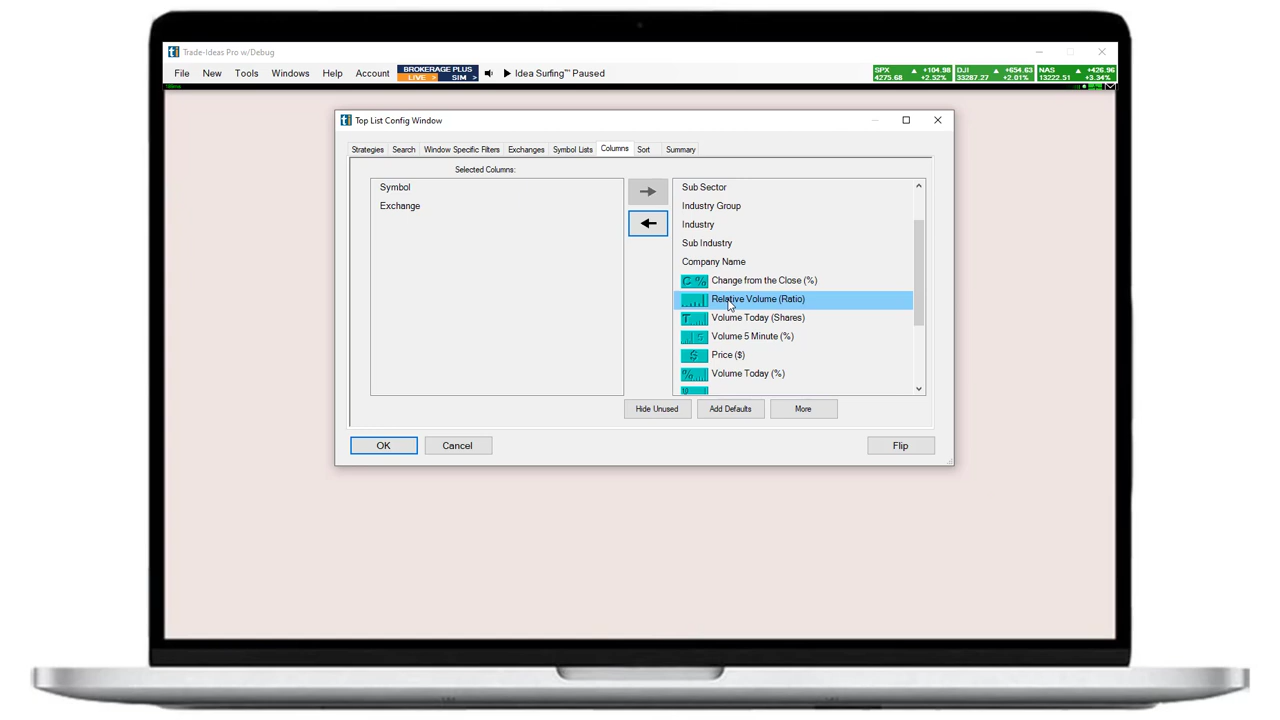 Trade-Ideas Pro w/Debug
File New Tools Windows Help Account BROKERAGE PLUS LIVE > SIM > Idea Surfing™ Paused
SPX +104.98 DJI +654.63 NAS +426.96
4275.68 +2.52% 33287.27 +2.01% 13222.51 +3.34%
Top List Config Window
Strategies Search Window Specific Filters Exchanges Symbol Lists Columns Sort Summary
Selected Columns:
Symbol
Exchange
Sub Sector
Industry Group
Industry
Sub Industry
Company Name
C % Change from the Close (%)
Relative Volume (Ratio)
T Volume Today (Shares)
5 Volume 5 Minute (%)
$ Price ($)
% Volume Today (%)
Hide Unused Add Defaults More
OK Cancel Flip